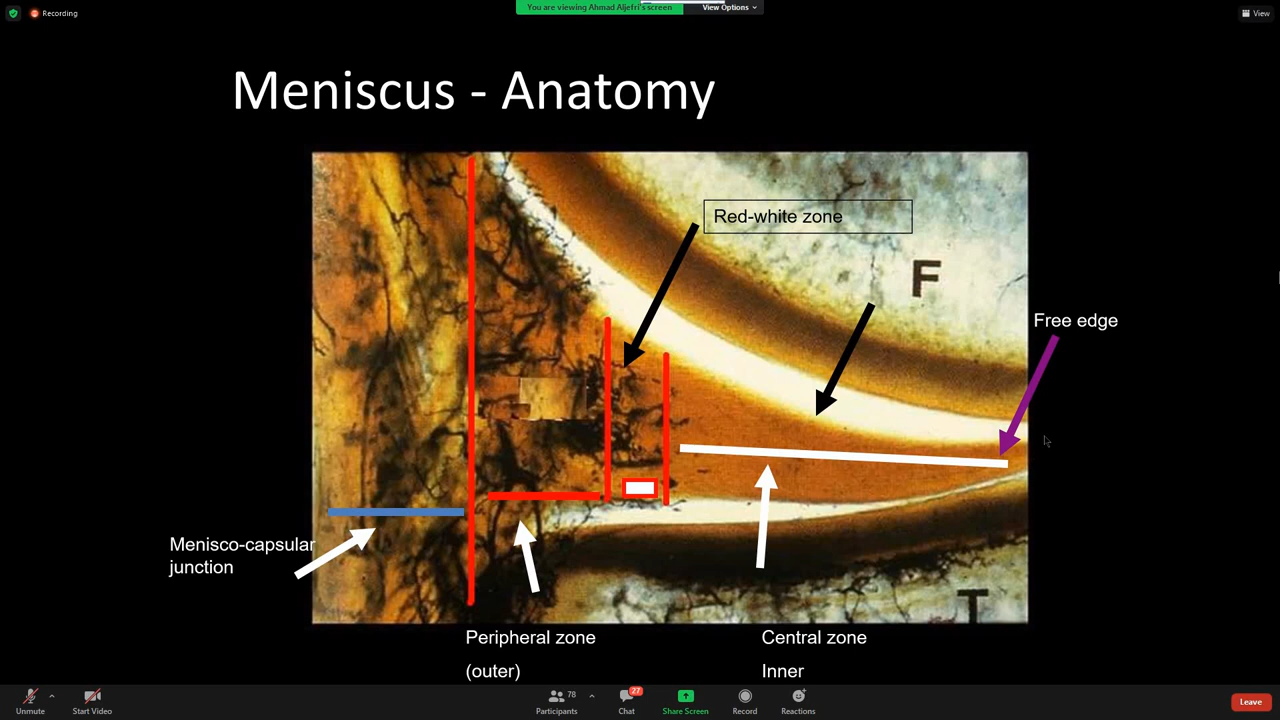 Recording
You are viewing Ahmad Aljefri's screen
View Options
View
Meniscus - Anatomy
Red-white zone
F
Free edge
Menisco-capsular
junction
T
Peripheral zone
(outer)
Central zone
Inner
Unmute
Start Video
Participants
78
Chat
27
Share Screen
Record
Reactions
Leave